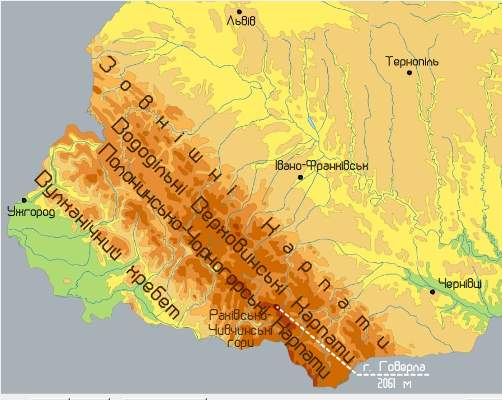 Львів
Тернопіль
Зовнішні Карпати
Вододільні Верховинські Карпати
Івано-Франківськ
Полонинсько-Чорногорські Карпати
Вулканічний хребет
Ужгород
Чернівці
Рахівсько-
Чивчинські
гори
г. Говерла
2061 м